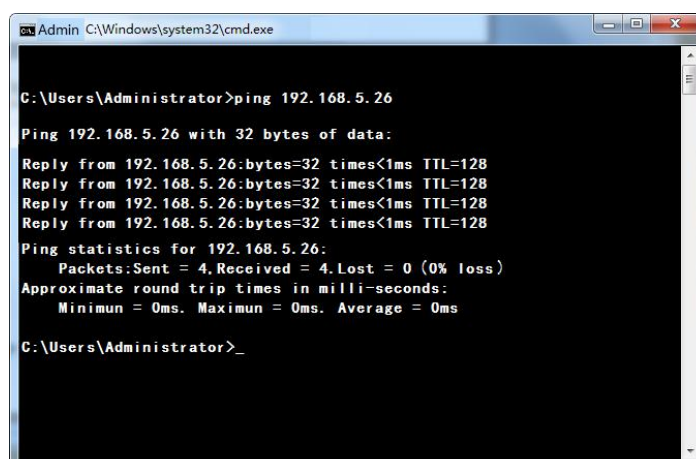 Admin C:\Windows\system32\cmd.exe
C:\Users\Administrator>ping 192.168.5.26
Ping 192.168.5.26 with 32 bytes of data:
Reply from 192.168.5.26:bytes=32 times<1ms TTL=128
Reply from 192.168.5.26:bytes=32 times<1ms TTL=128
Reply from 192.168.5.26:bytes=32 times<1ms TTL=128
Reply from 192.168.5.26:bytes=32 times<1ms TTL=128
Ping statistics for 192.168.5.26:
Packets:Sent = 4,Received = 4.Lost = 0 (0% loss)
Approximate round trip times in milli-seconds:
Minimun = 0ms. Maximun = 0ms. Average = 0ms
C:\Users\Administrator>_